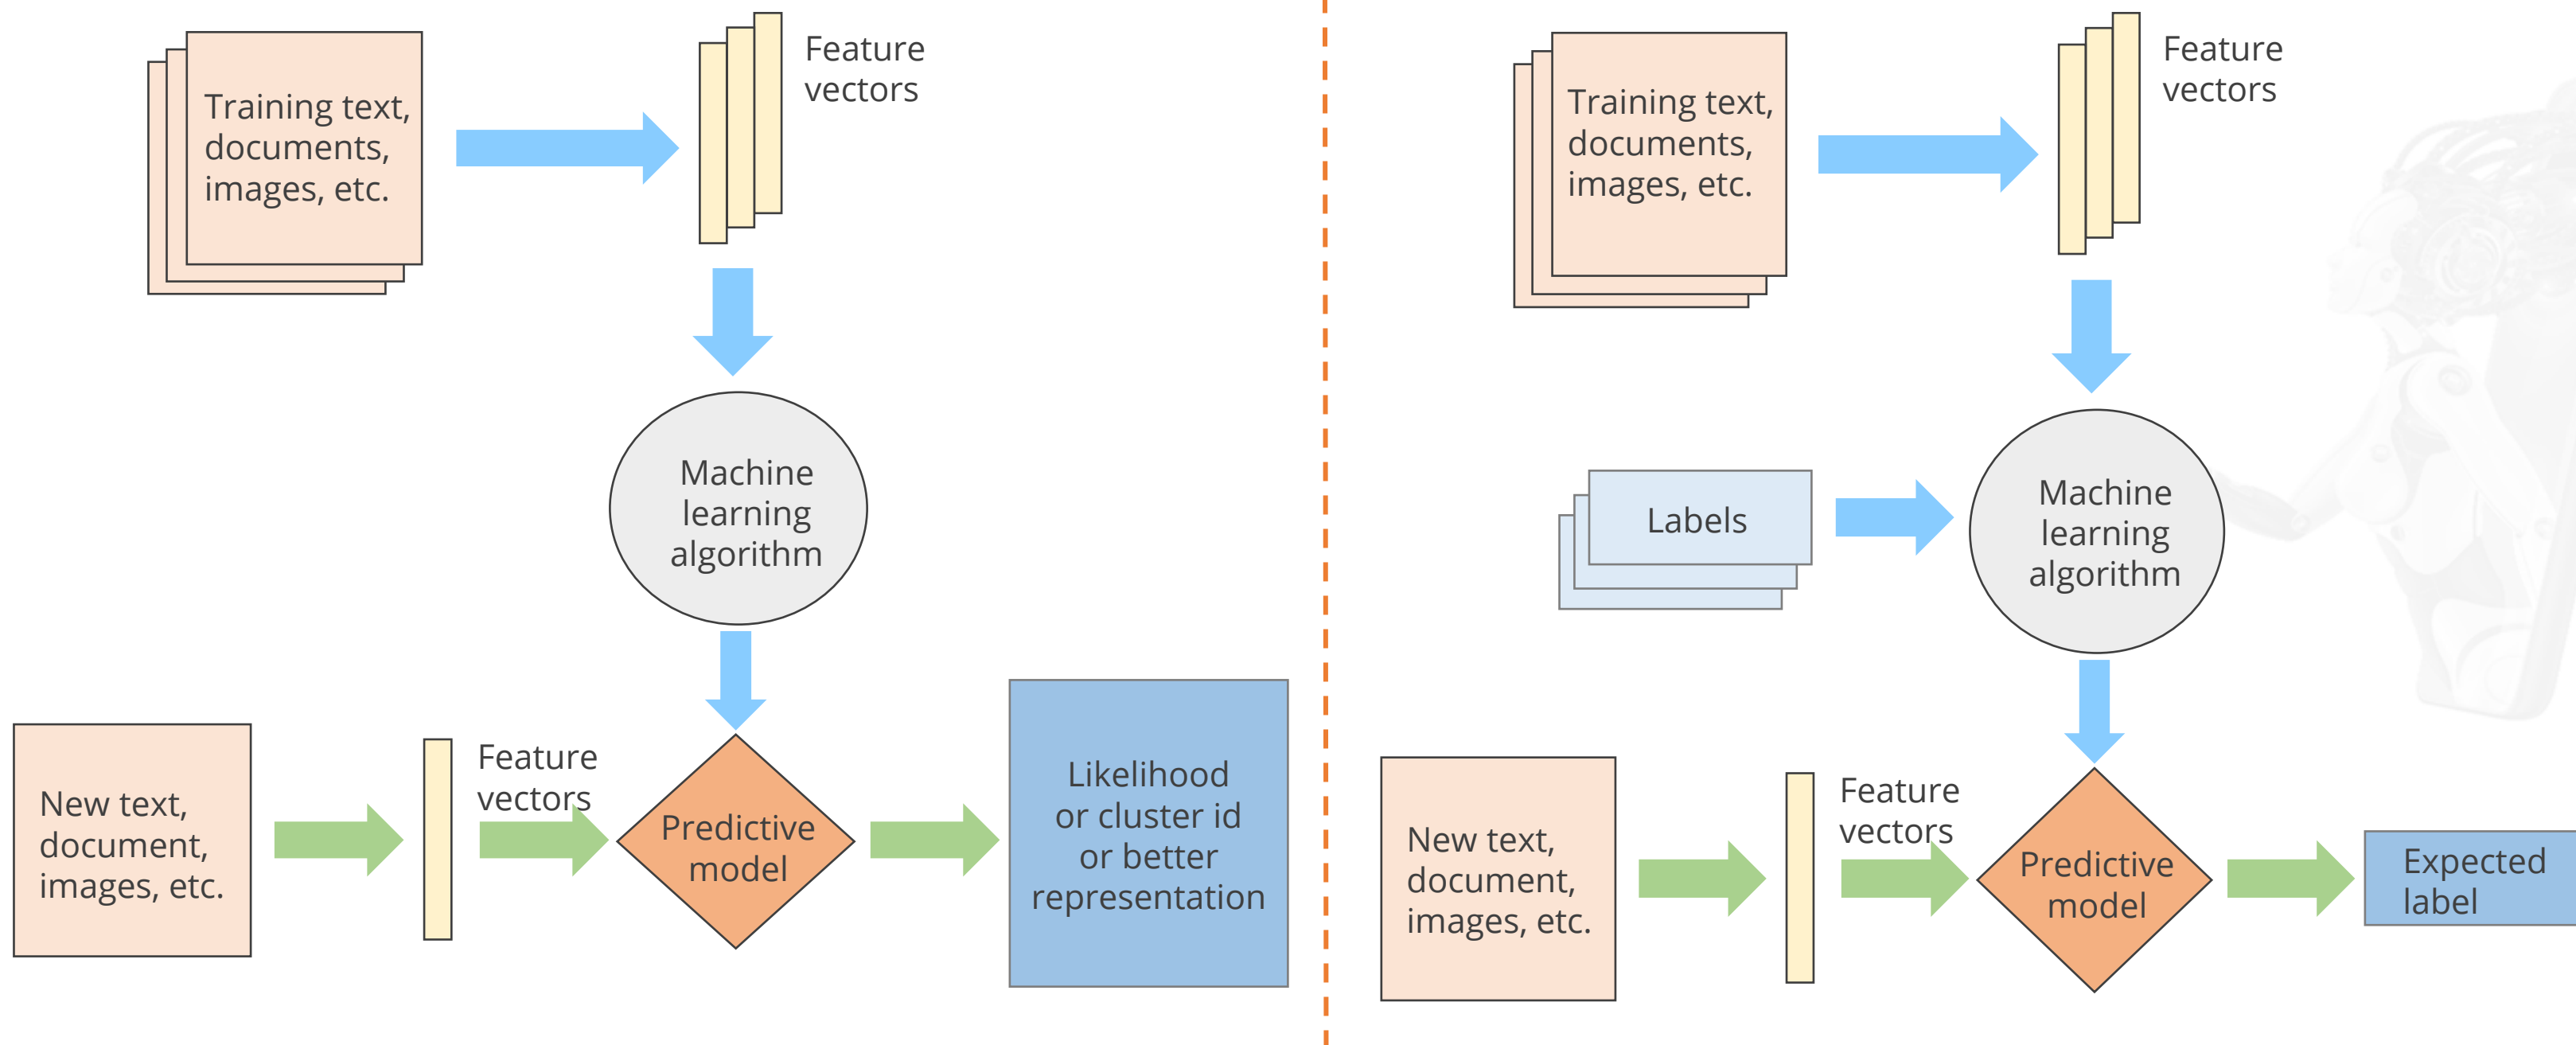 Training text,
documents,
images, etc.
Feature
vectors
Machine
learning
algorithm
New text,
document,
images, etc.
Feature
vectors
Predictive
model
Likelihood
or cluster id
or better
representation
Training text,
documents,
images, etc.
Feature
vectors
Labels
Machine
learning
algorithm
New text,
document,
images, etc.
Feature
vectors
Predictive
model
Expected
label